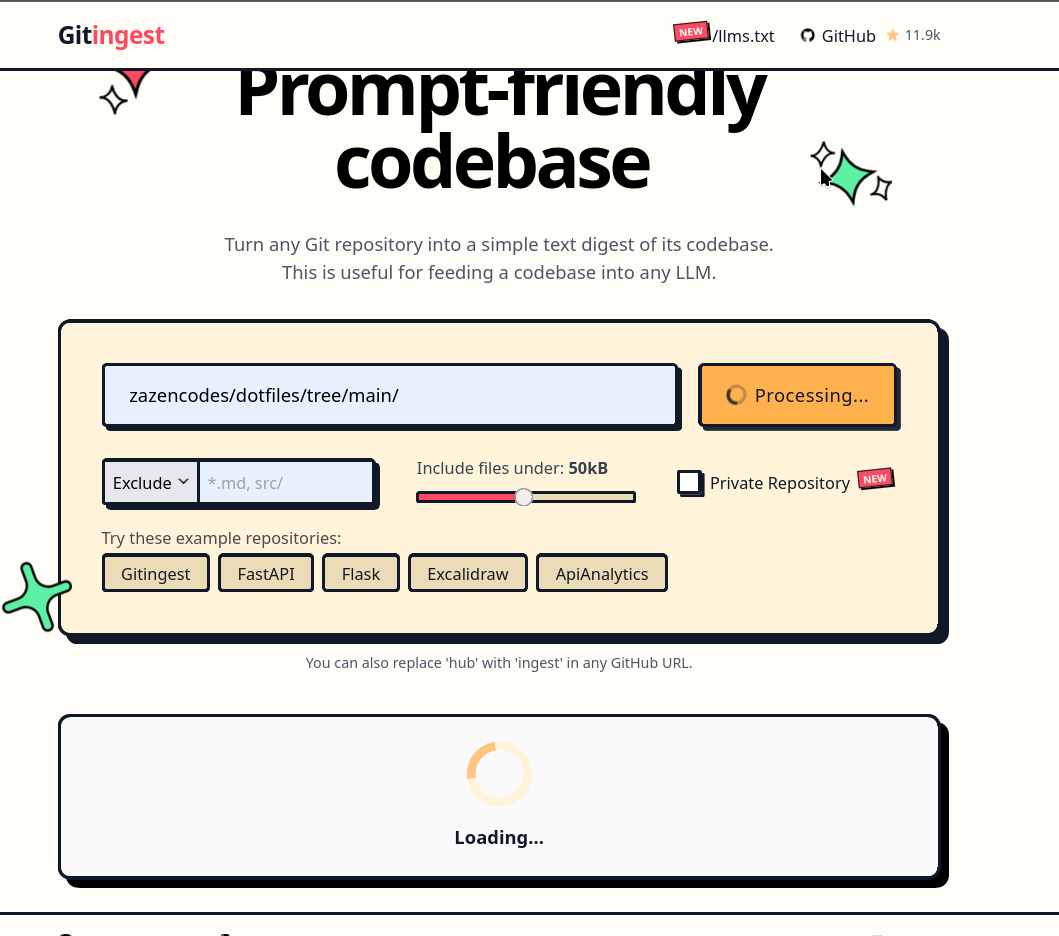 Gitingest
NEW /llms.txt GitHub 11.9k
Prompt-friendly
codebase
Turn any Git repository into a simple text digest of its codebase.
This is useful for feeding a codebase into any LLM.
zazencodes/dotfiles/tree/main/ Processing...
Include files under: 50kB
Exclude *.md, src/ Private Repository NEW
Try these example repositories:
Gitingest FastAPI Flask Excalidraw ApiAnalytics
You can also replace 'hub' with 'ingest' in any GitHub URL.
Loading...